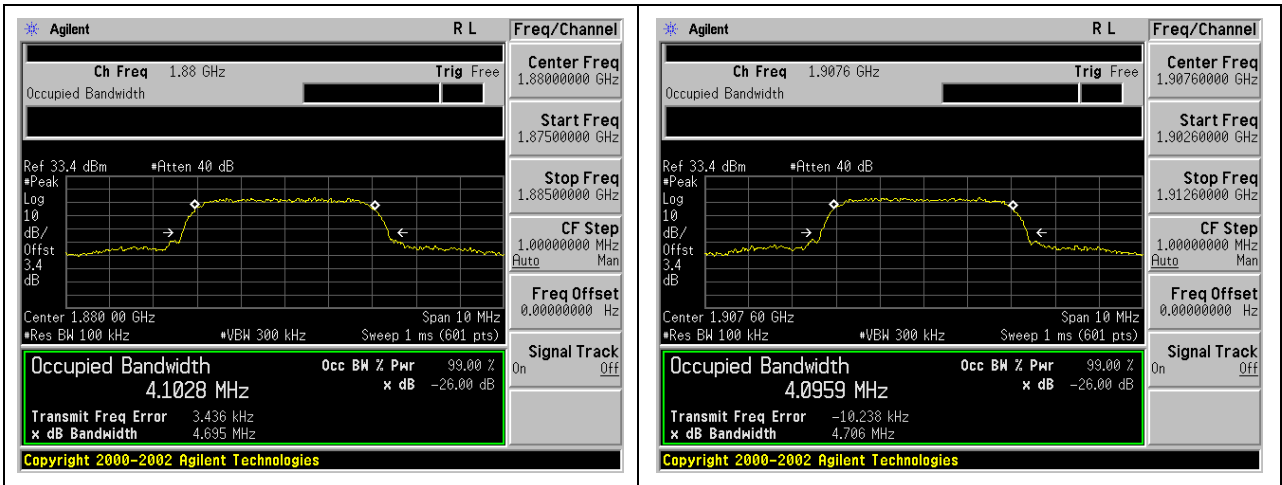 Agilent R L Freq/Channel
Ch Freq 1.88 GHz Trig Free
Occupied Bandwidth
Center Freq
1.88000000 GHz
Start Freq
1.87500000 GHz
Stop Freq
1.88500000 GHz
CF Step
1.00000000 MHz
Auto Man
Freq Offset
0.00000000 Hz
Signal Track
On Off
Ref 33.4 dBm #Atten 40 dB
#Peak
Log
10
dB/
Offst
3.4
dB
Center 1.880 00 GHz Span 10 MHz
#Res BW 100 kHz #VBW 300 kHz Sweep 1 ms (601 pts)
Occupied Bandwidth Occ BW % Pwr 99.00 %
4.1028 MHz x dB -26.00 dB
Transmit Freq Error 3.436 kHz
x dB Bandwidth 4.695 MHz
Copyright 2000-2002 Agilent Technologies
Agilent R L Freq/Channel
Ch Freq 1.9076 GHz Trig Free
Occupied Bandwidth
Center Freq
1.90760000 GHz
Start Freq
1.90260000 GHz
Stop Freq
1.91260000 GHz
CF Step
1.00000000 MHz
Auto Man
Freq Offset
0.00000000 Hz
Signal Track
On Off
Ref 33.4 dBm #Atten 40 dB
#Peak
Log
10
dB/
Offst
3.4
dB
Center 1.907 60 GHz Span 10 MHz
#Res BW 100 kHz #VBW 300 kHz Sweep 1 ms (601 pts)
Occupied Bandwidth Occ BW % Pwr 99.00 %
4.0959 MHz x dB -26.00 dB
Transmit Freq Error -10.238 kHz
x dB Bandwidth 4.706 MHz
Copyright 2000-2002 Agilent Technologies